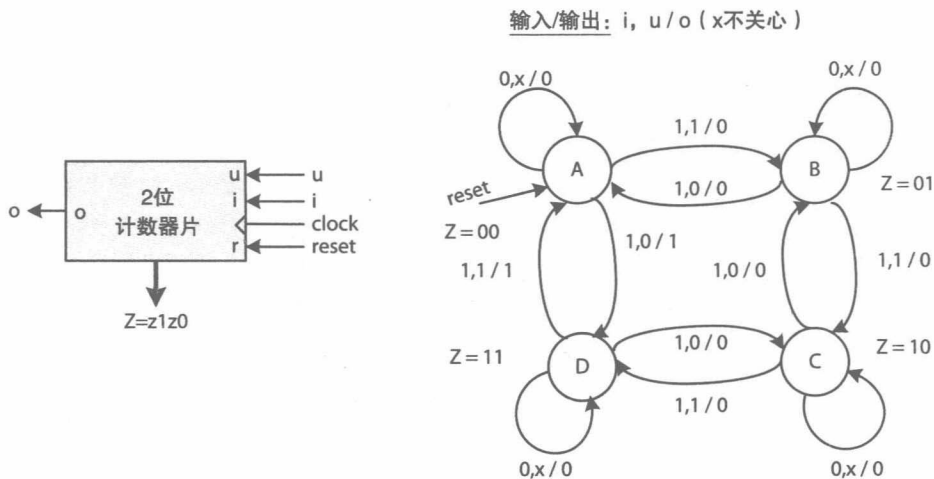 输入/输出: i, u / o ( x不关心 )
0,x / 0
0,x / 0
1,1 / 0
A
B
1,0 / 0
reset
Z = 01
Z = 00
1,0 / 1
1,1 / 1
1,0 / 0
1,1 / 0
Z = 11
1,0 / 0
Z = 10
D
C
1,1 / 0
0,x / 0
0,x / 0
u
u
2位
i
i
o
o
计数器片
clock
r
reset
Z=z1z0